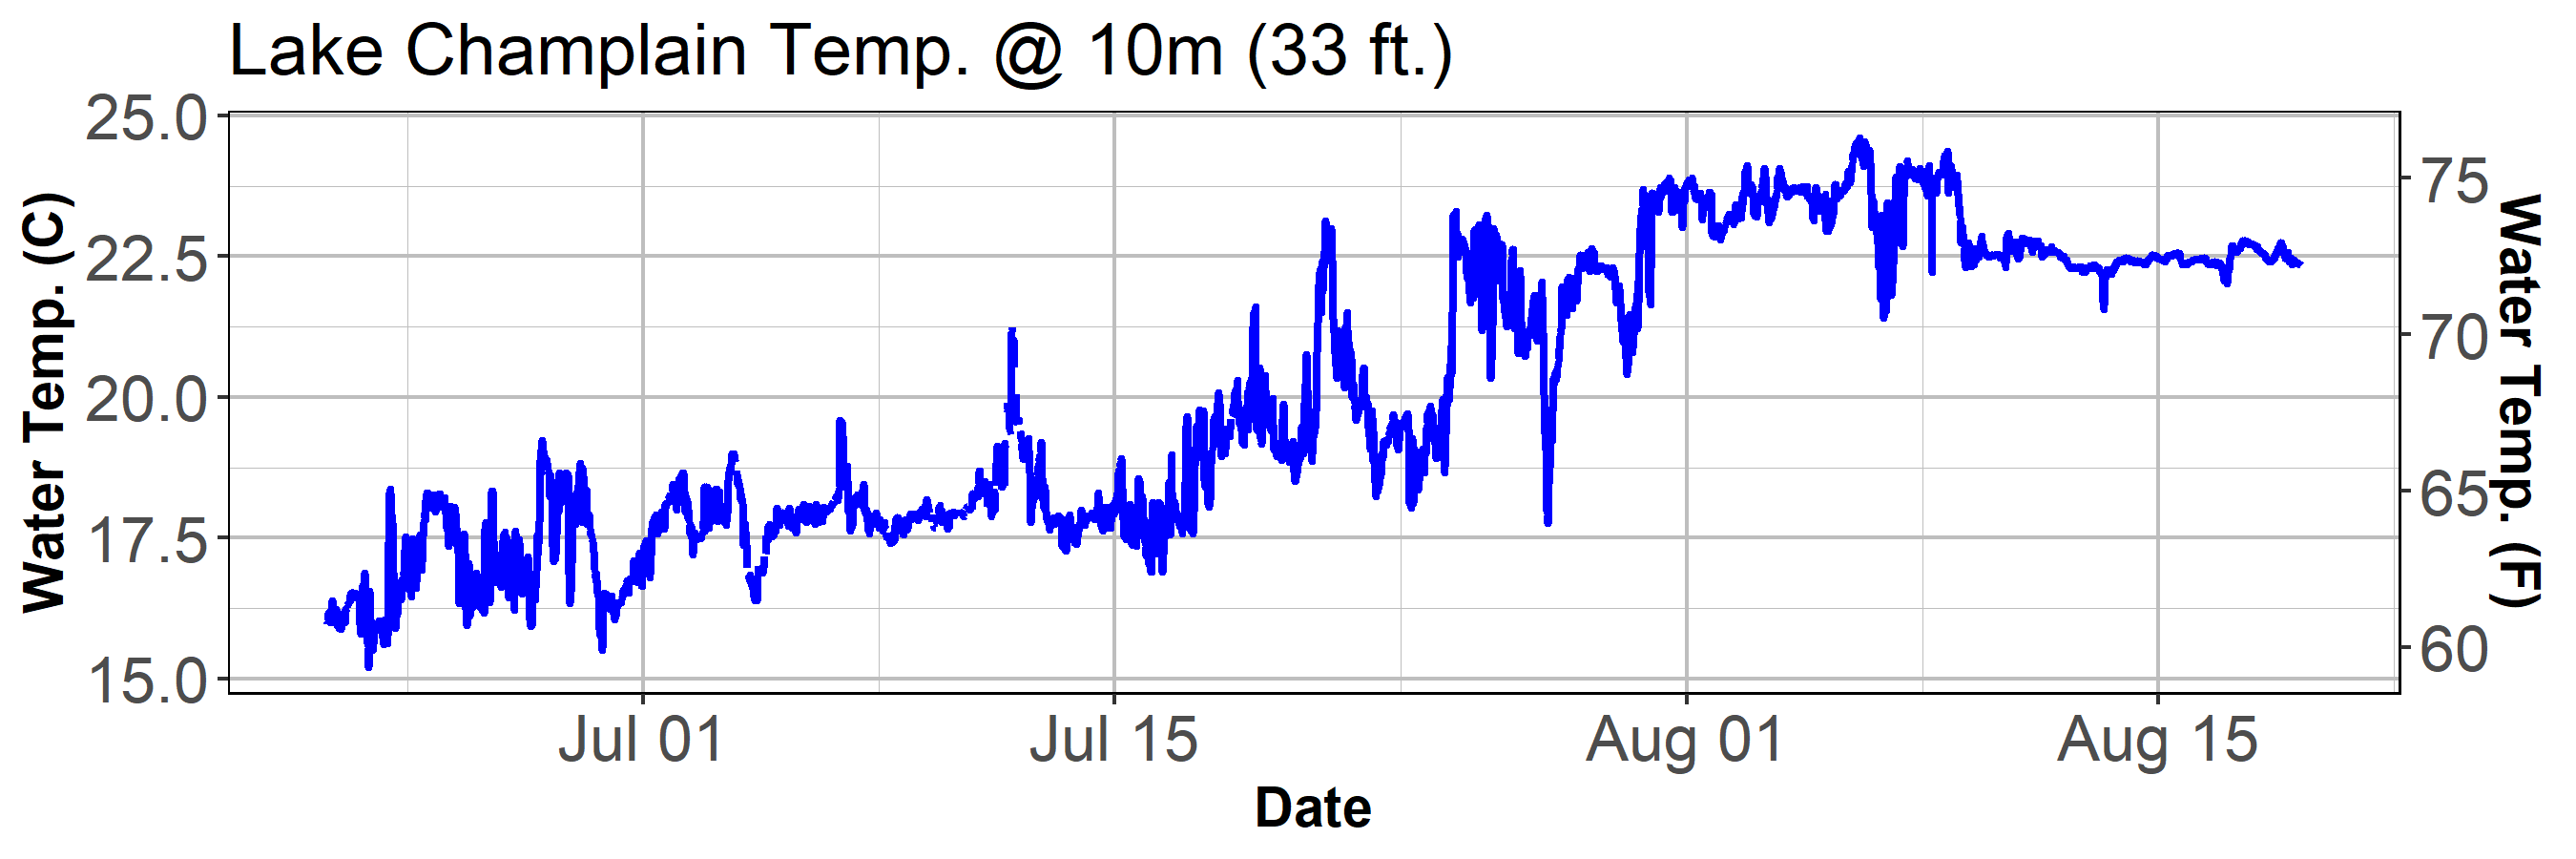 Lake Champlain Temp. @ 10m (33 ft.)
25.0
22.5
20.0
17.5
15.0
Water Temp. (C)
75
70
65
60
Water Temp. (F)
Jul 01 Jul 15 Aug 01 Aug 15
Date